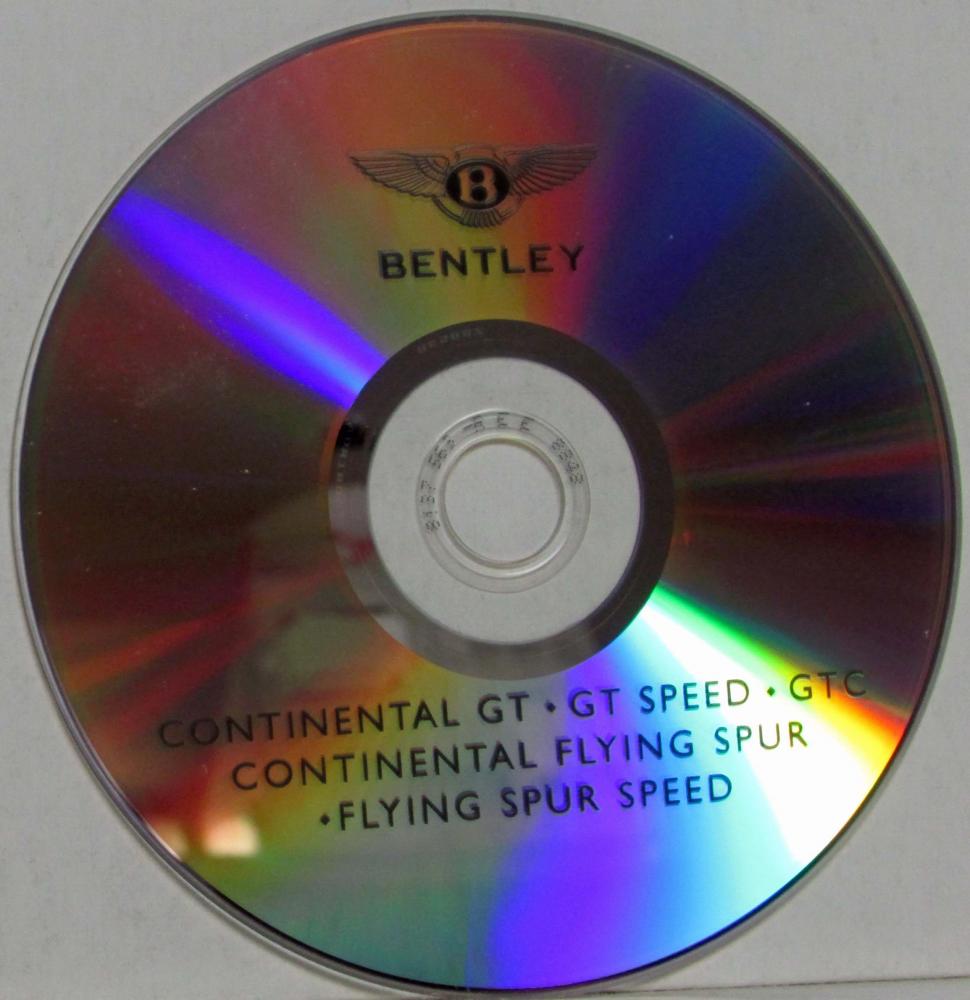 B
BENTLEY
CONTINENTAL GT • GT SPEED • GTC
CONTINENTAL FLYING SPUR
•FLYING SPUR SPEED